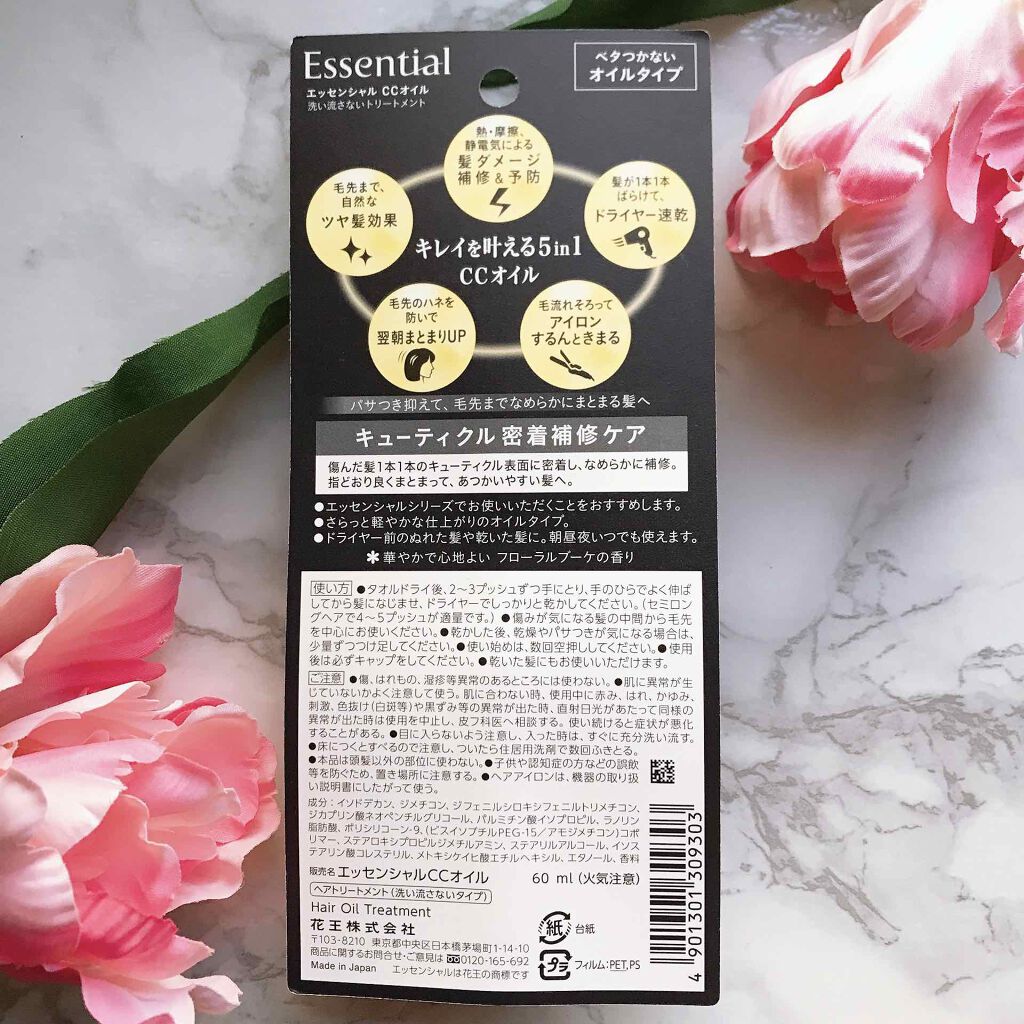 Essential
エッセンシャル CCオイル
洗い流さないトリートメント
ベタつかない
オイルタイプ
熱・摩擦、
静電気による
髪ダメージ
補修&予防
毛先まで、
自然な
ツヤ髪効果
髪が1本1本
ばらけて、
ドライヤー速乾
キレイを叶える5in1
CCオイル
毛先のハネを
防いで
翌朝まとまりUP
毛流れそろって
アイロン
するんときまる
パサつき抑えて、毛先までなめらかにまとまる髪へ
キューティクル 密着補修ケア
傷んだ髪1本1本のキューティクル表面に密着し、なめらかに補修。
指どおり良くまとまって、あつかいやすい髪へ。
●エッセンシャルシリーズでお使いいただくことをおすすめします。
●さらっと軽やかな仕上がりのオイルタイプ。
●ドライヤー前のぬれた髪や乾いた髪に。朝昼夜いつでも使えます。
＊華やかで心地よい フローラルブーケの香り
使い方 ●タオルドライ後、2〜3プッシュずつ手にとり、手のひらでよく伸ば
してから髪になじませ、ドライヤーでしっかりと乾かしてください。(セミロン
グヘアで4〜5プッシュが適量です。) ●傷みが気になる髪の中間から毛先
を中心にお使いください。●乾かした後、乾燥やパサつきが気になる場合は、
少量ずつつけ足してください。●使い始めは、数回空押ししてください。●使用
後は必ずキャップをしてください。●乾いた髪にもお使いいただけます。
ご注意 ●傷、はれもの、湿疹等異常のあるところには使わない。●肌に異常が生
じていないかよく注意して使う。肌に合わない時、使用中に赤み、はれ、かゆみ、
刺激、色抜け(白斑等)や黒ずみ等の異常が出た時、直射日光があたって同様の
異常が出た時は使用を中止し、皮フ科医へ相談する。使い続けると症状が悪化
することがある。●目に入らないよう注意し、入った時は、すぐに充分洗い流す。
●床につくとすべるので注意し、ついたら住居用洗剤で数回ふきとる。
●本品は頭髪以外の部位に使わない。●子供や認知症の方などの誤飲
等を防ぐため、置き場所に注意する。●ヘアアイロンは、機器の取り扱
い説明書にしたがって使う。
成分：イソドデカン、ジメチコン、ジフェニルシロキシフェニルトリメチコン、
ジカプリン酸ネオペンチルグリコール、パルミチン酸イソプロピル、ラノリン
脂肪酸、ポリシリコーン-9、(ビスイソブチルPEG-15／アモジメチコン)コポ
リマー、ステアロキシプロピルジメチルアミン、ステアリルアルコール、イソス
テアリン酸コレステリル、メトキシケイヒ酸エチルヘキシル、エタノール、香料
販売名 エッセンシャルCCオイル 60 ml (火気注意)
ヘアトリートメント(洗い流さないタイプ)
Hair Oil Treatment
花王株式会社
〒103-8210 東京都中央区日本橋茅場町1-14-10
商品に関するお問合せ・ご意見は 0120-165-692
Made in Japan エッセンシャルは花王の商標です
紙 台紙
プラ フィルム:PET,PS
4 901301 309303